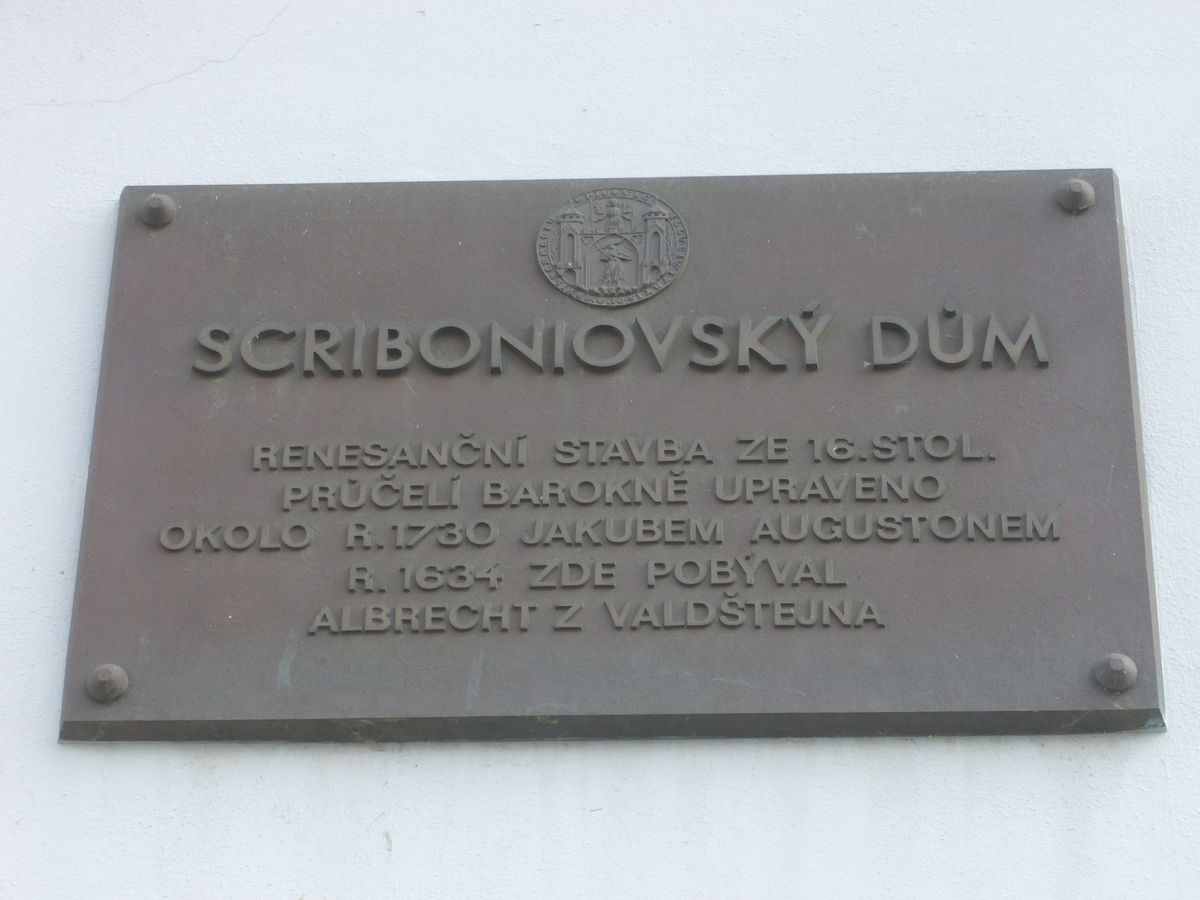 SCRIBONIOVSKÝ DŮM
RENESANČNÍ STAVBA ZE 16.STOL.
PRŮČELÍ BAROKNĚ UPRAVENO
OKOLO R.1730 JAKUBEM AUGUSTONEM
R.1634 ZDE POBÝVAL
ALBRECHT Z VALDŠTEJNA